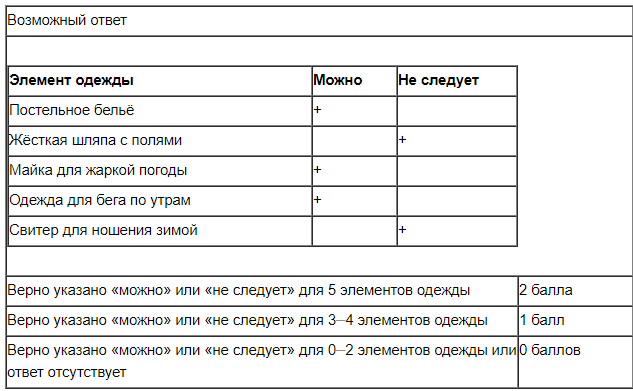 Возможный ответ
Элемент одежды Можно Не следует
Постельное бельё +
Жёсткая шляпа с полями +
Майка для жаркой погоды +
Одежда для бега по утрам +
Свитер для ношения зимой +
Верно указано «можно» или «не следует» для 5 элементов одежды 2 балла
Верно указано «можно» или «не следует» для 3–4 элементов одежды 1 балл
Верно указано «можно» или «не следует» для 0–2 элементов одежды или 0 баллов
ответ отсутствует